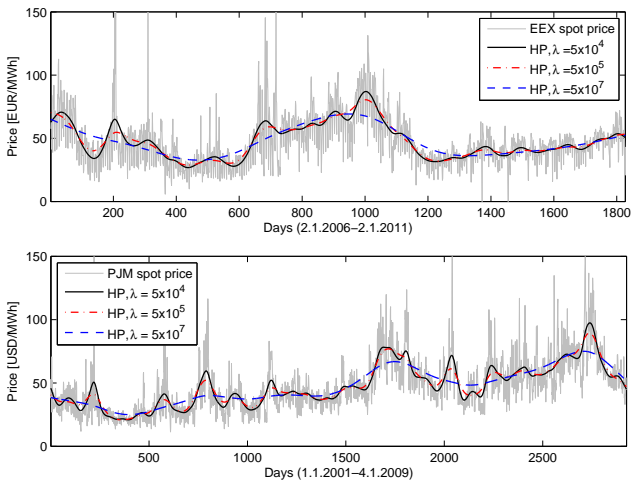 150
100
50
0
Price [EUR/MWh]
EEX spot price
HP, λ =5x10⁴
HP, λ =5x10⁵
HP, λ =5x10⁷
200 400 600 800 1000 1200 1400 1600 1800
Days (2.1.2006–2.1.2011)
150
100
50
0
Price [USD/MWh]
PJM spot price
HP, λ = 5x10⁴
HP, λ = 5x10⁵
HP, λ = 5x10⁷
500 1000 1500 2000 2500
Days (1.1.2001–4.1.2009)